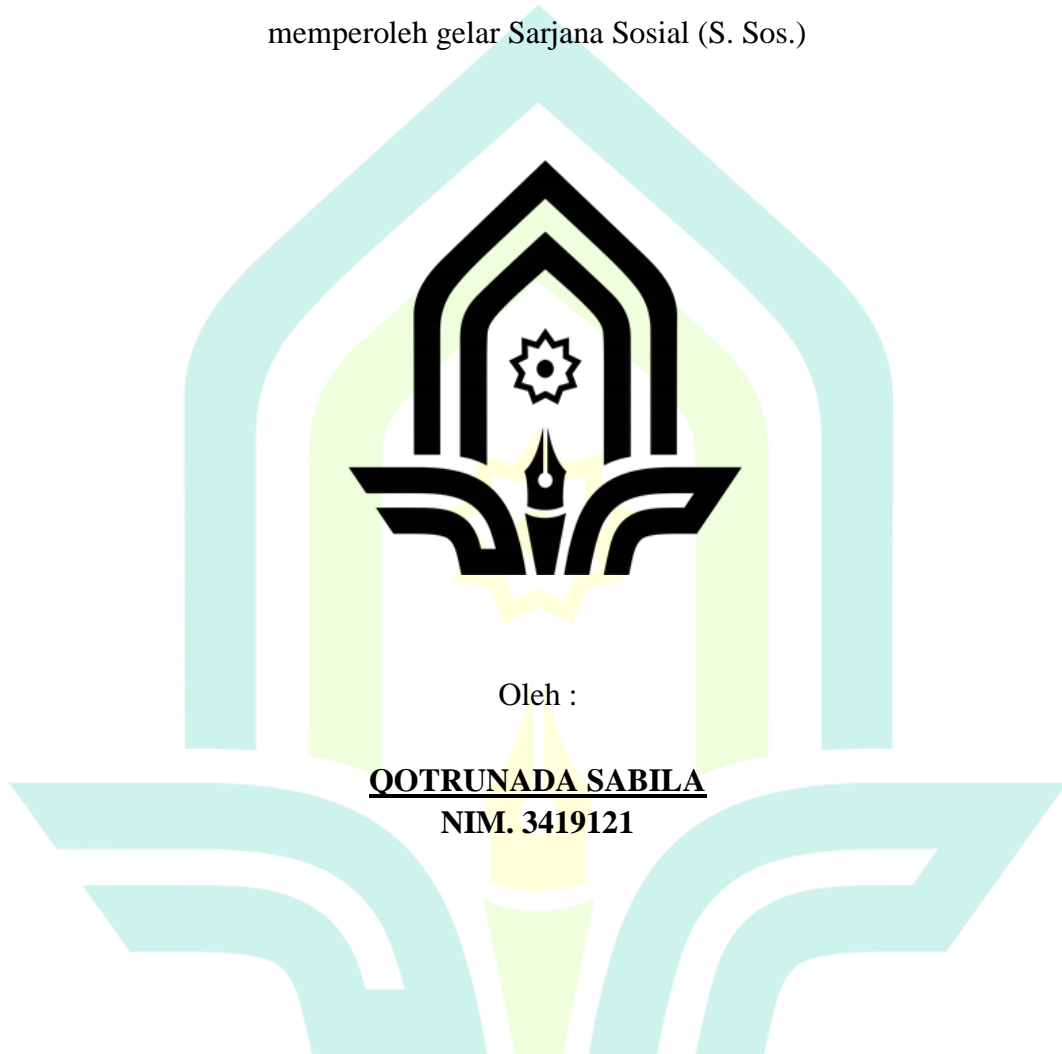 memperoleh gelar Sarjana Sosial (S. Sos.)
Oleh :
QOTRUNADA SABILA
NIM. 3419121